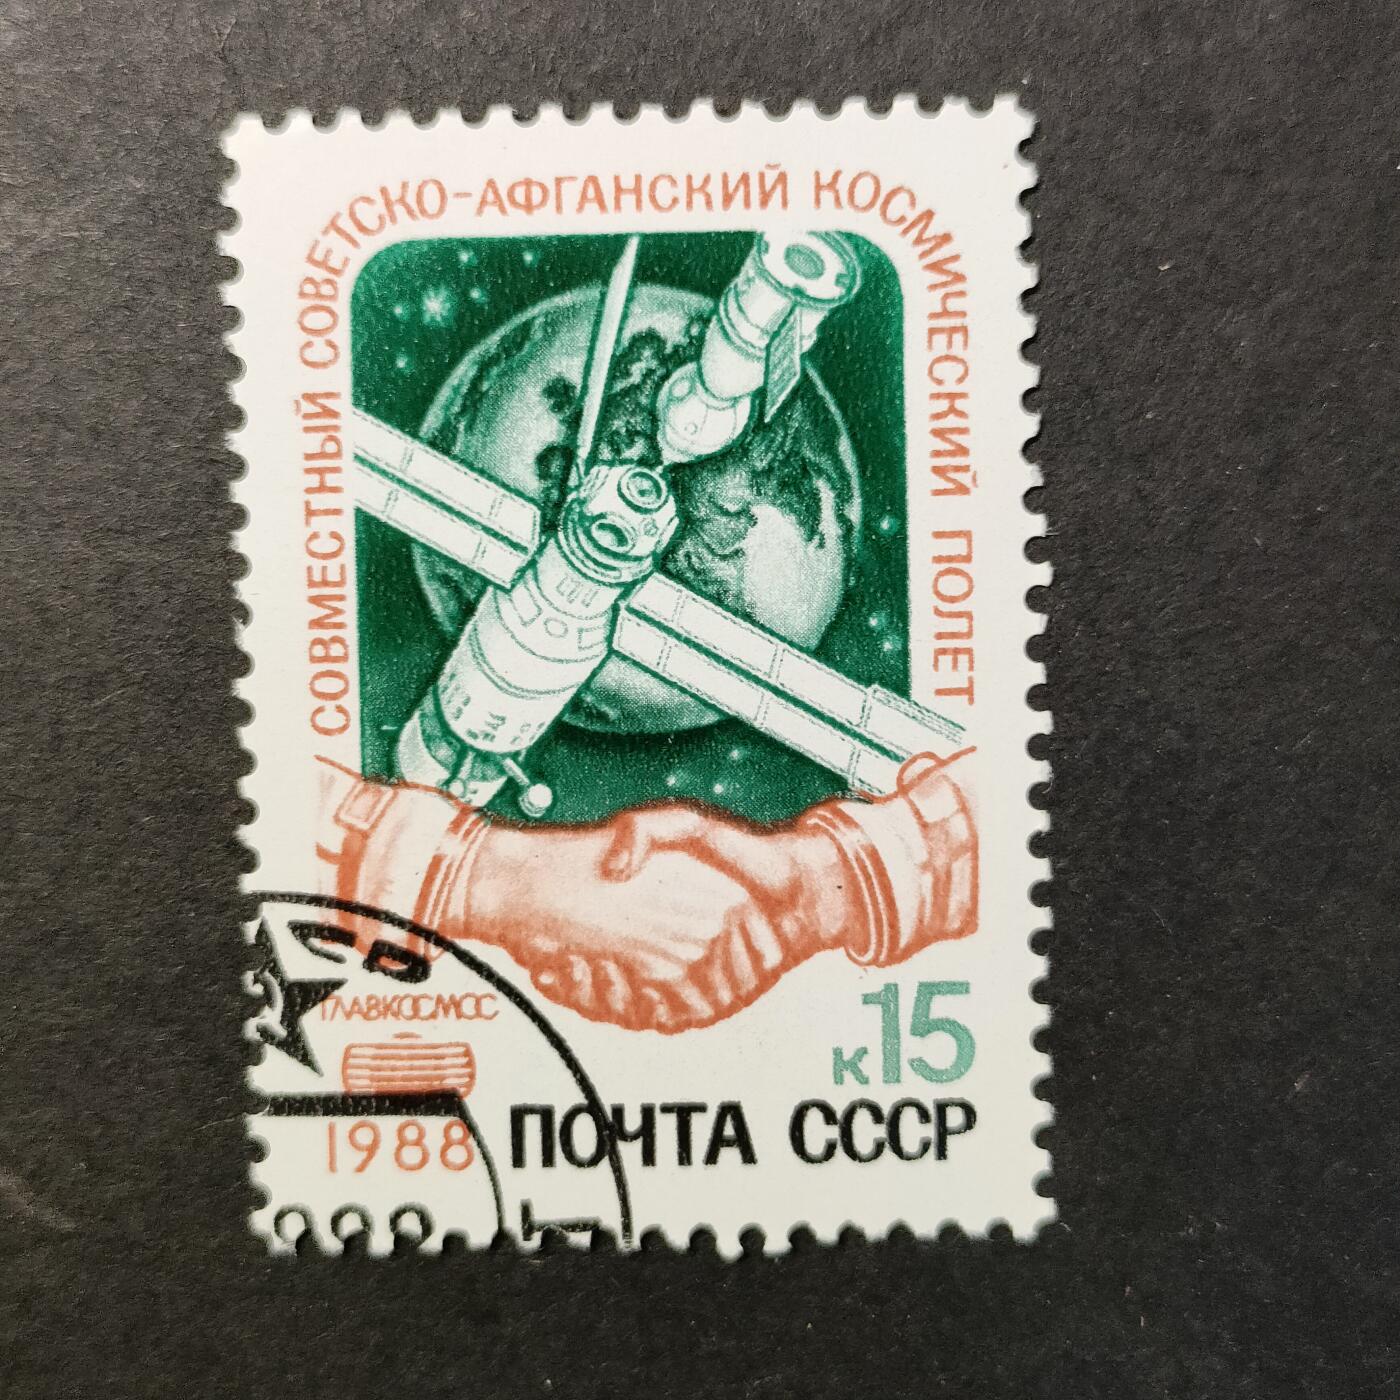 СОВМЕСТНЫЙ СОВЕТСКО-АФГАНСКИЙ КОСМИЧЕСКИЙ ПОЛЕТ
ГЛАВКОСМОС
к15
1988 ПОЧТА СССР